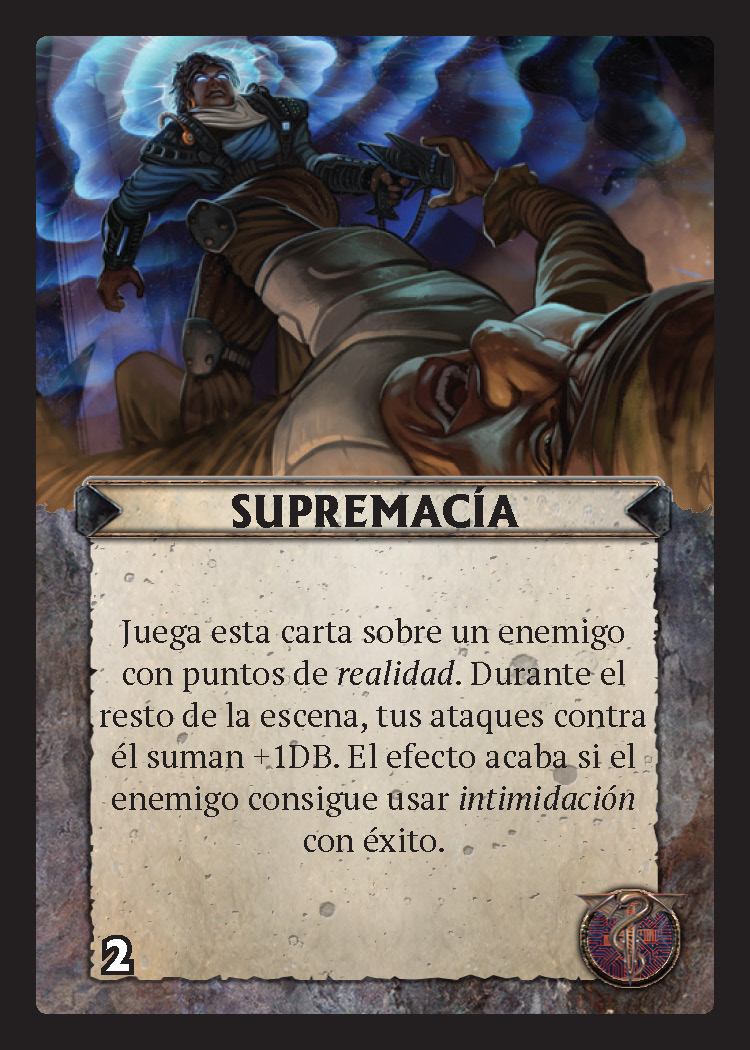 SUPREMACÍA
Juega esta carta sobre un enemigo
con puntos de realidad. Durante el
resto de la escena, tus ataques contra
él suman +1DB. El efecto acaba si el
enemigo consigue usar intimidación
con éxito.
2